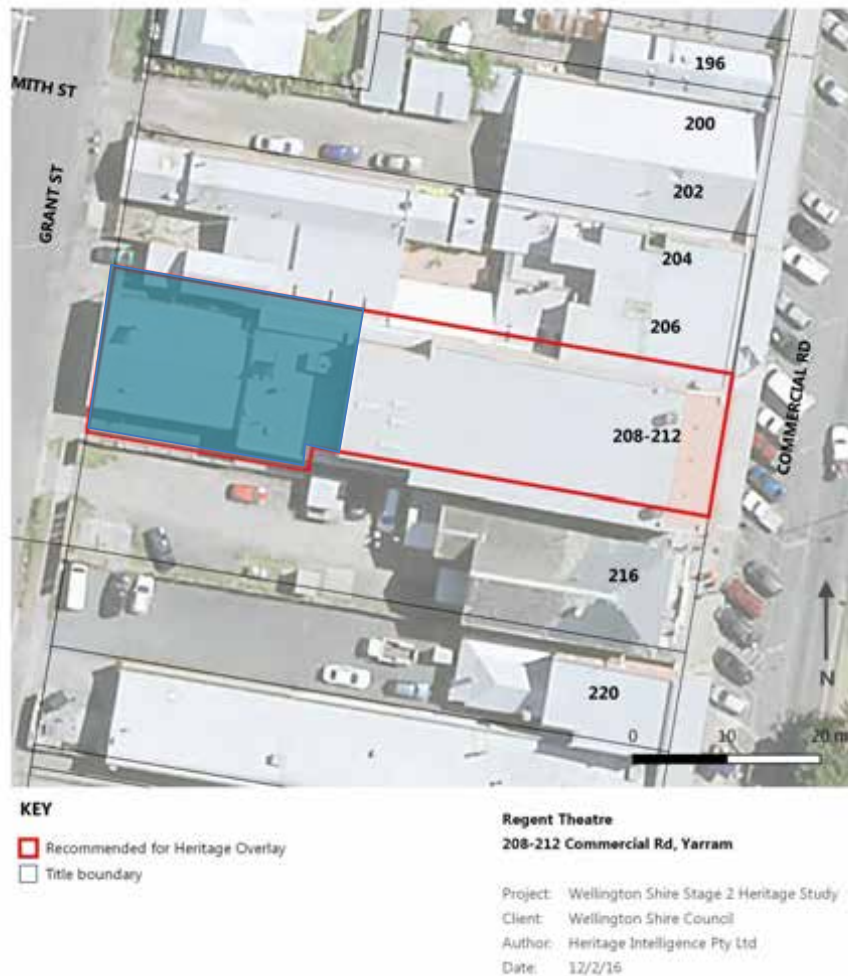 196
MITH ST
200
GRANT ST
202
204
206
COMMERCIAL RD
208-212
216
N
220
0 10 20 m
KEY
Recommended for Heritage Overlay
Title boundary
Regent Theatre
208-212 Commercial Rd, Yarram
Project: Wellington Shire Stage 2 Heritage Study
Client: Wellington Shire Council
Author: Heritage Intelligence Pty Ltd
Date: 12/2/16